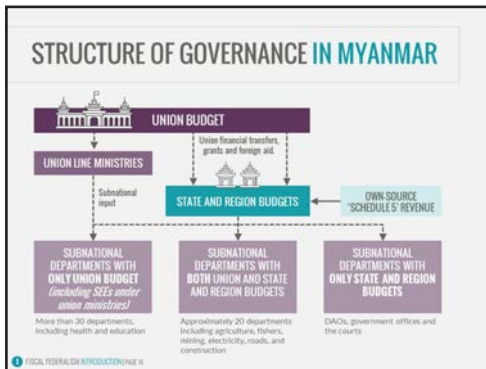 STRUCTURE OF GOVERNANCE IN MYANMAR
UNION BUDGET
Union financial transfers,
grants and foreign aid.
UNION LINE MINISTRIES
Subnational
input
STATE AND REGION BUDGETS
OWN-SOURCE
'SCHEDULE 5' REVENUE
SUBNATIONAL
DEPARTMENTS WITH
ONLY UNION BUDGET
(including SEEs under
union ministries)
SUBNATIONAL
DEPARTMENTS WITH
BOTH UNION AND STATE
AND REGION BUDGETS
SUBNATIONAL
DEPARTMENTS WITH
ONLY STATE AND REGION
BUDGETS
More than 30 departments,
including health and education
Approxmately 20 departments
including agriculture, fishers,
mining, electricity, roads, and
construction
DAOs, government offices and
the courts
1 FISCAL FEDERALISM INTRODUCTION | PAGE